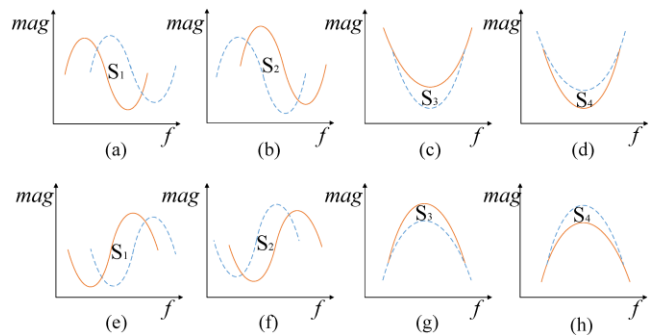 mag mag mag mag
S1 S2 S3 S4
f f f f
(a) (b) (c) (d)
mag mag mag mag
S1 S2 S3 S4
f f f f
(e) (f) (g) (h)